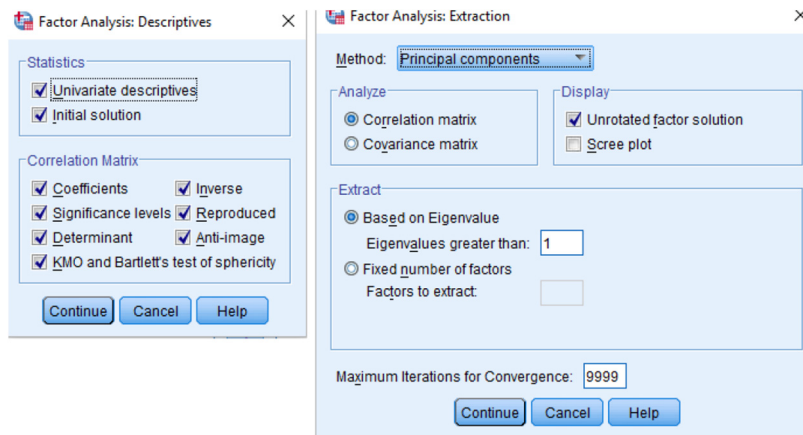 Factor Analysis: Descriptives
Statistics
Univariate descriptives
Initial solution
Correlation Matrix
Coefficients Inverse
Significance levels Reproduced
Determinant Anti-image
KMO and Bartlett's test of sphericity
Continue Cancel Help
Factor Analysis: Extraction
Method: Principal components
Analyze
Correlation matrix
Covariance matrix
Display
Unrotated factor solution
Scree plot
Extract
Based on Eigenvalue
Eigenvalues greater than: 1
Fixed number of factors
Factors to extract:
Maximum Iterations for Convergence: 9999
Continue Cancel Help